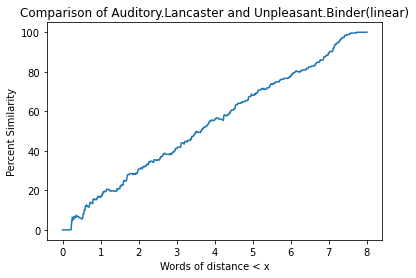 Comparison of Auditory.Lancaster and Unpleasant.Binder(linear)
100
80
60
40
20
0
Percent Similarity
0 1 2 3 4 5 6 7 8
Words of distance < x